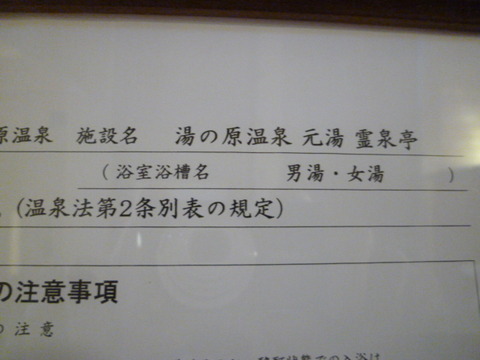 原温泉 施設名 湯の原温泉 元湯 霊泉亭
(浴室浴槽名 男湯・女湯 )
(温泉法第2条別表の規定)
の注意事項
の注意